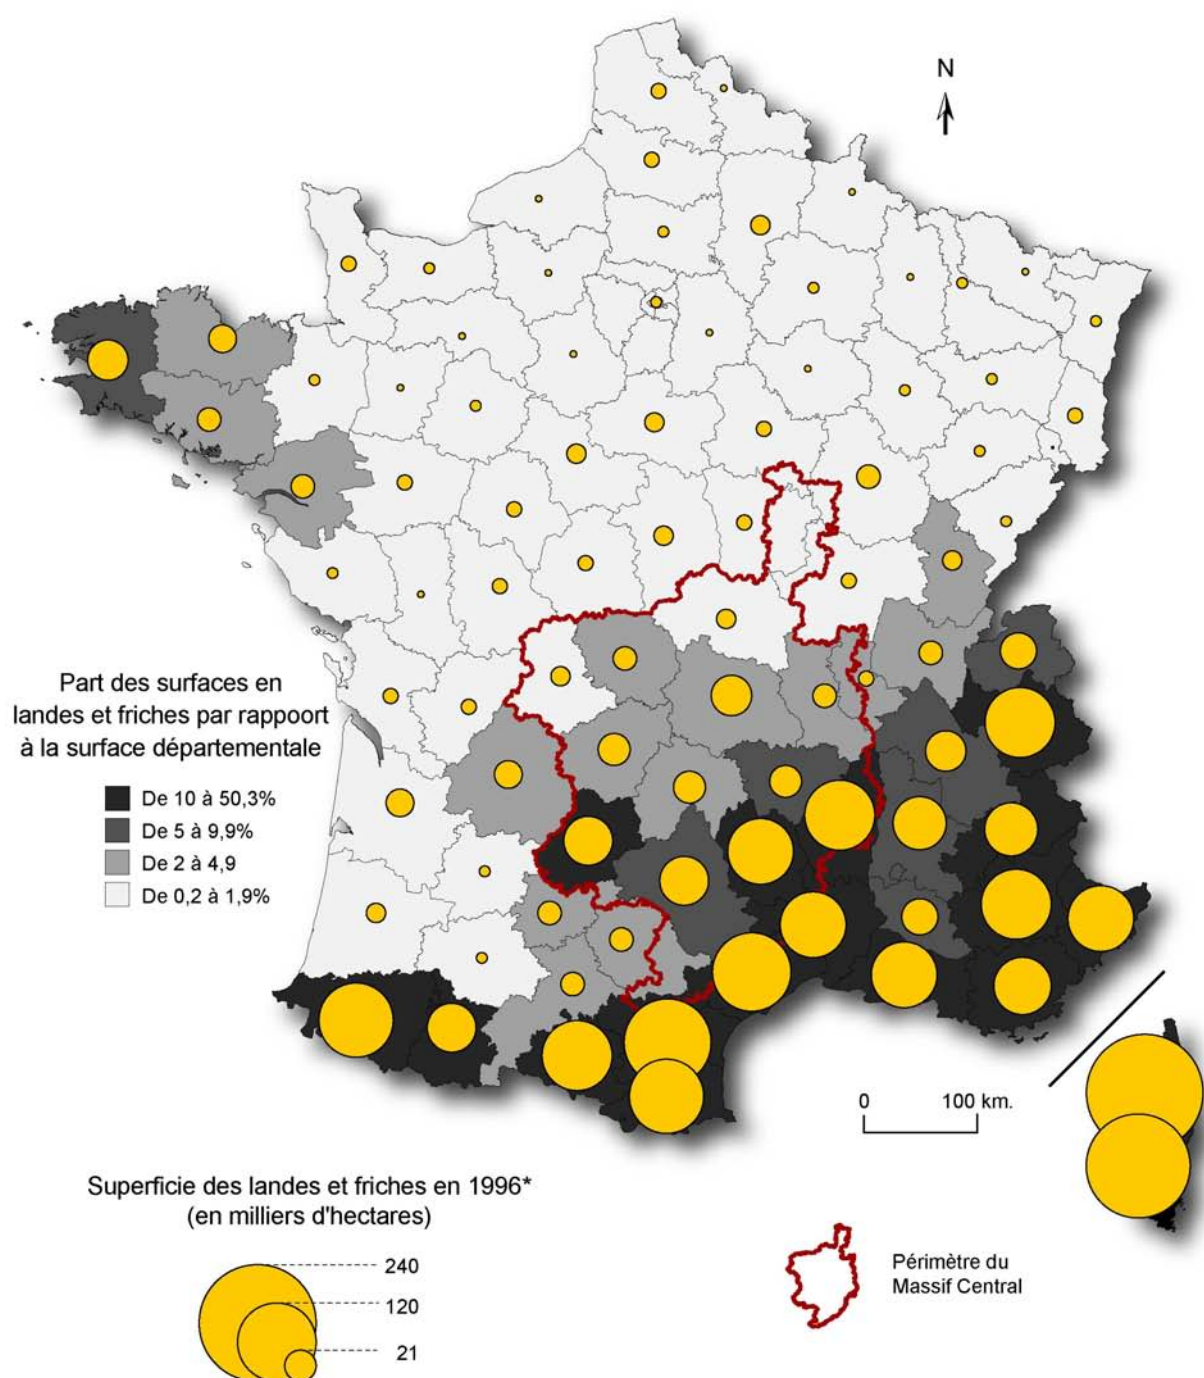 N
Part des surfaces en
landes et friches par rappoort
à la surface départementale
De 10 à 50,3%
De 5 à 9,9%
De 2 à 4,9
De 0,2 à 1,9%
0 100 km.
Superficie des landes et friches en 1996*
(en milliers d'hectares)
240
120
21
Périmètre du
Massif Central